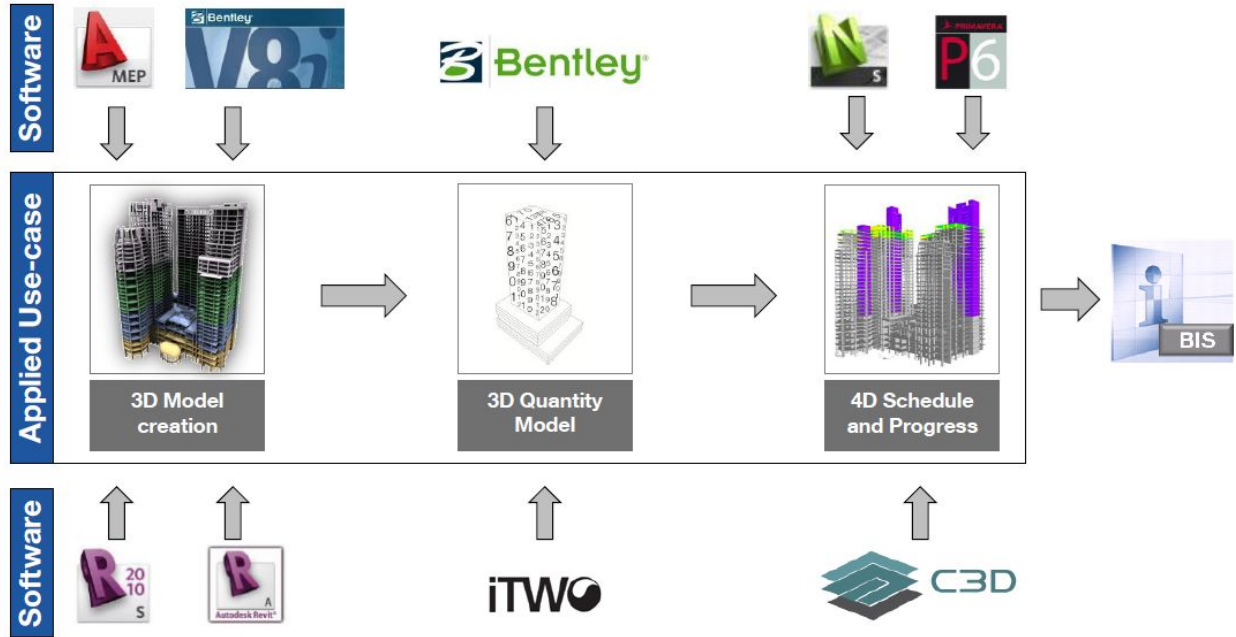 Software
A
MEP
Bentley
V8i
Bentley®
N
S
PRIMAVERA
P6
Applied Use-case
3D Model
creation
3D Quantity
Model
4D Schedule
and Progress
i
BIS
Software
R
20
10
S
R
A
Autodesk Revit®
iTWO
C3D